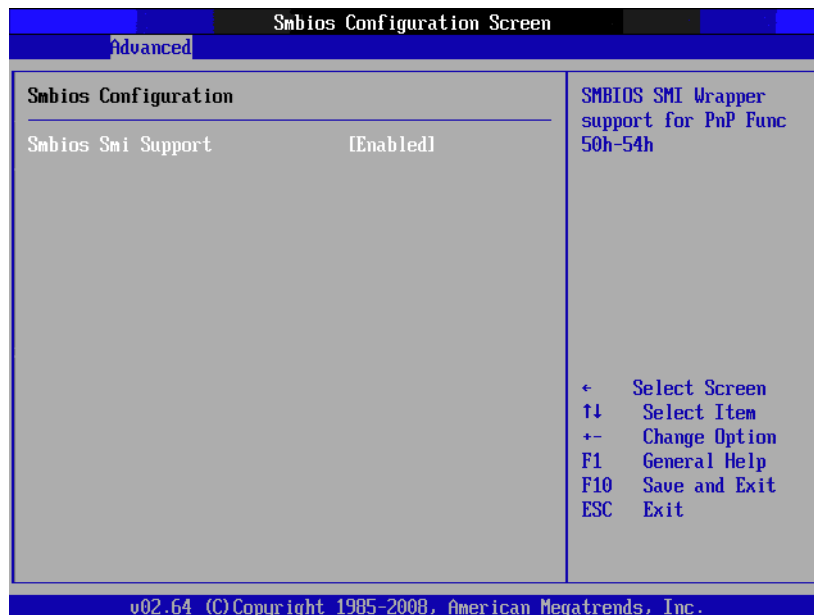 Smbios Configuration Screen
Advanced
Smbios Configuration
Smbios Smi Support [Enabled]
SMBIOS SMI Wrapper
support for PnP Func
50h-54h
← Select Screen
↑↓ Select Item
+- Change Option
F1 General Help
F10 Save and Exit
ESC Exit
v02.64 (C)Copyright 1985-2008, American Megatrends, Inc.